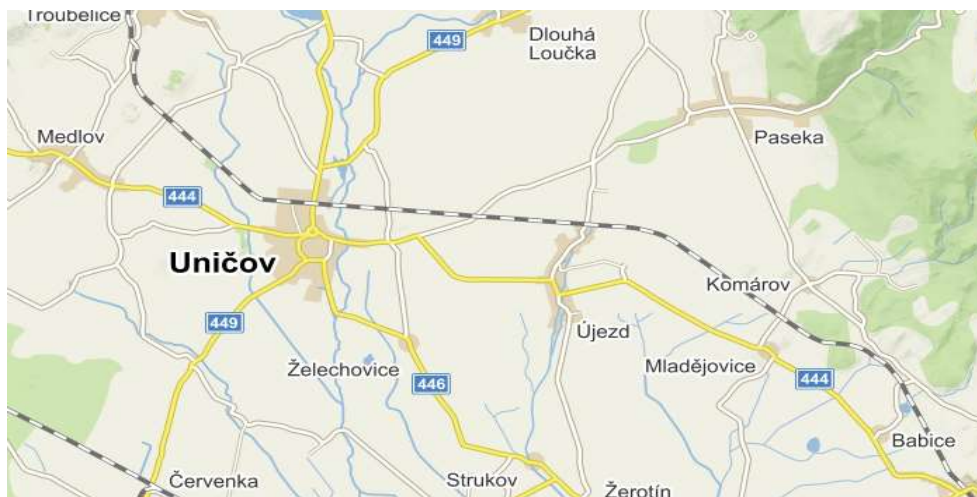 Troubelice
449
Dlouhá
Loučka
Medlov
Paseka
444
Uničov
Komárov
449
Újezd
Želechovice
446
Mladějovice
444
Babice
Červenka
Strukov
Žerotín